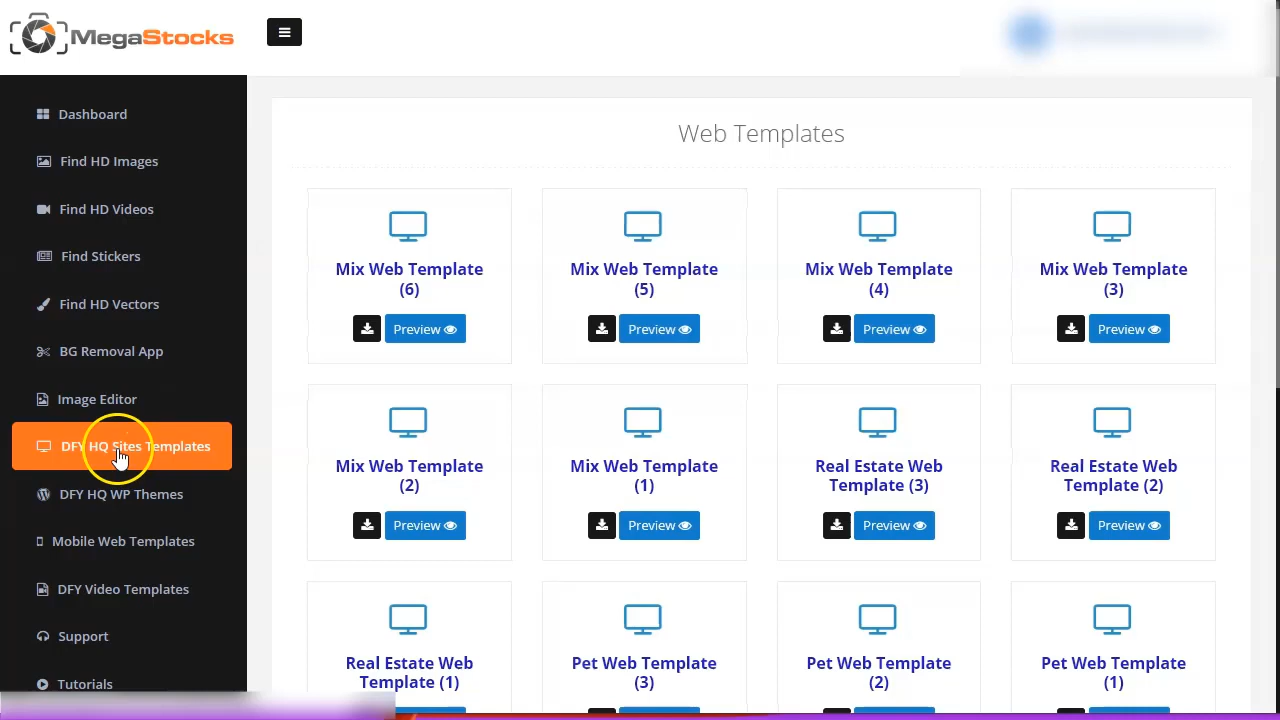 MegaStocks
Dashboard
Find HD Images
Find HD Videos
Find Stickers
Find HD Vectors
BG Removal App
Image Editor
DFY HQ Sites Templates
DFY HQ WP Themes
Mobile Web Templates
DFY Video Templates
Support
Tutorials
Web Templates
Mix Web Template
(6)
Preview
Mix Web Template
(5)
Preview
Mix Web Template
(4)
Preview
Mix Web Template
(3)
Preview
Mix Web Template
(2)
Preview
Mix Web Template
(1)
Preview
Real Estate Web
Template (3)
Preview
Real Estate Web
Template (2)
Preview
Real Estate Web
Template (1)
Pet Web Template
(3)
Pet Web Template
(2)
Pet Web Template
(1)